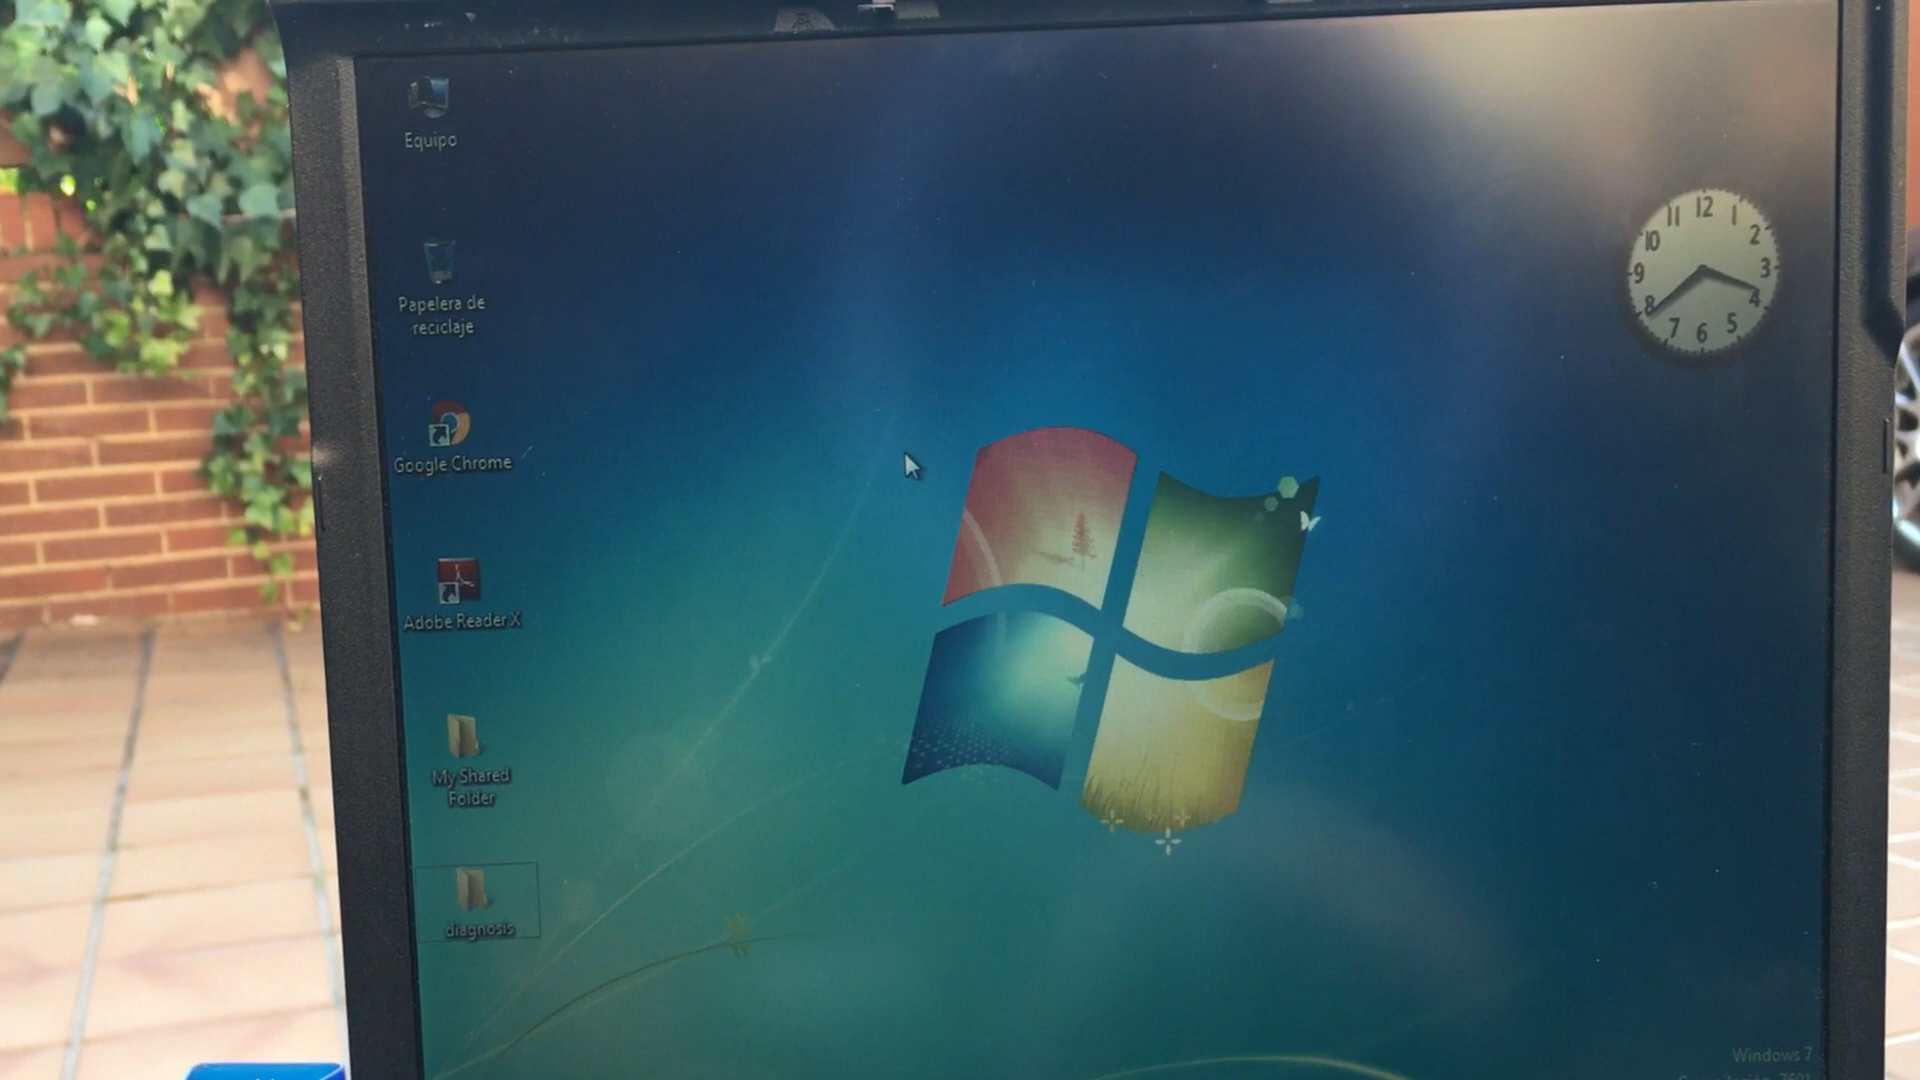 Equipo
Papelera de
reciclaje
Google Chrome
Adobe Reader X
My Shared
Folder
diagnosis
12
1
2
3
4
5
6
7
8
9
10
11
Windows 7
7601